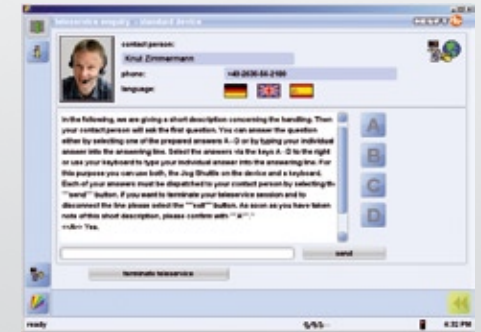 Teleservice enquiry - standard device
contact person:
Knut Zimmermann
phone:
+49-2630-54-2199
language:
In the following, we are giving a short description concerning the handling. Then
your contact person will ask the first question. You can answer the question
either by selecting one of the prepared answers A - D or by typing your individual
answer into the answering line. Select the answers via the keys A - D to the right
or use your keyboard to type your individual answer into the answering line. For
this purpose you can use both, the Jog Shuttle on the device and a keyboard.
Each of your answers must be dispatched to your contact person by selecting th
"'send'" button. If you want to terminate your teleservice session and to
disconnect the line please select the
button. As soon as you have taken
note of this short description, please confirm with "'A'".
<<A>> Yes.
A
B
C
D
send
terminate teleservice
ready
4:32 PM